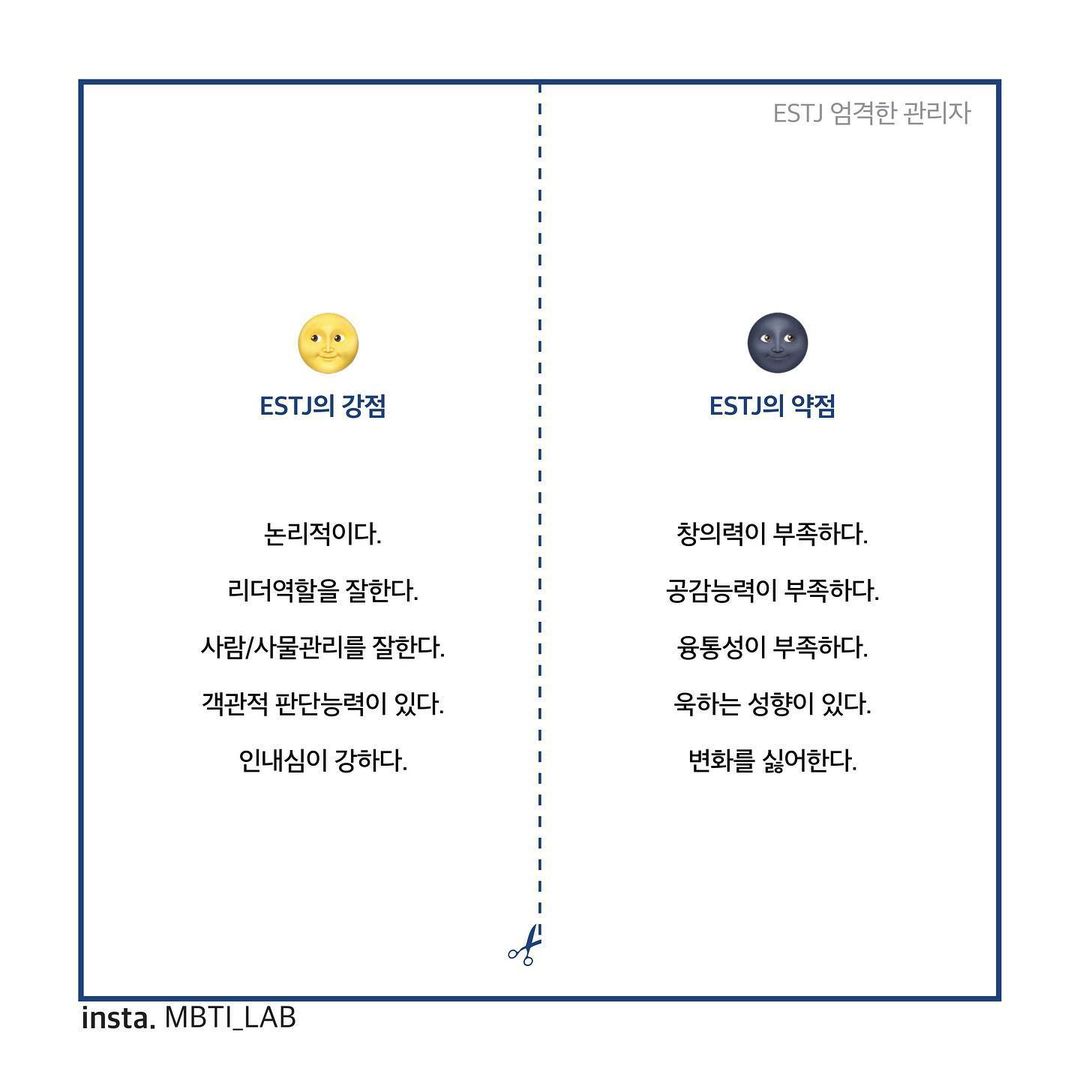 ESTJ 엄격한 관리자
ESTJ의 강점
논리적이다.
리더역할을 잘한다.
사람/사물관리를 잘한다.
객관적 판단능력이 있다.
인내심이 강하다.
ESTJ의 약점
창의력이 부족하다.
공감능력이 부족하다.
융통성이 부족하다.
욱하는 성향이 있다.
변화를 싫어한다.
insta. MBTI_LAB